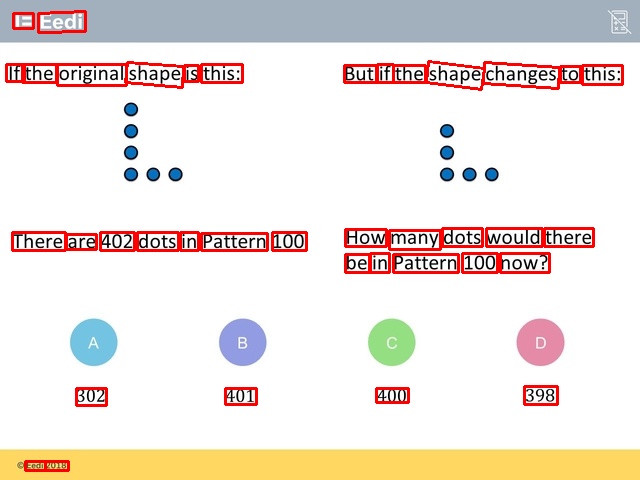 Eedi
If the original shape is this:
But if the shape changes to this:
There are 402 dots in Pattern 100
How many dots would there
be in Pattern 100 now?
A
B
C
D
302
401
400
398
© Eedi 2018